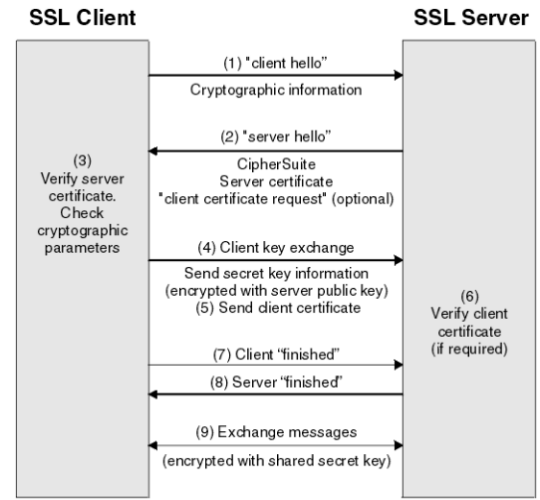 SSL Client
SSL Server
(1) "client hello"
Cryptographic information
(2) "server hello"
CipherSuite
Server certificate
"client certificate request" (optional)
(3)
Verify server
certificate.
Check
cryptographic
parameters
(4) Client key exchange
Send secret key information
(encrypted with server public key)
(5) Send client certificate
(6)
Verify client
certificate
(if required)
(7) Client “finished”
(8) Server “finished”
(9) Exchange messages
(encrypted with shared secret key)